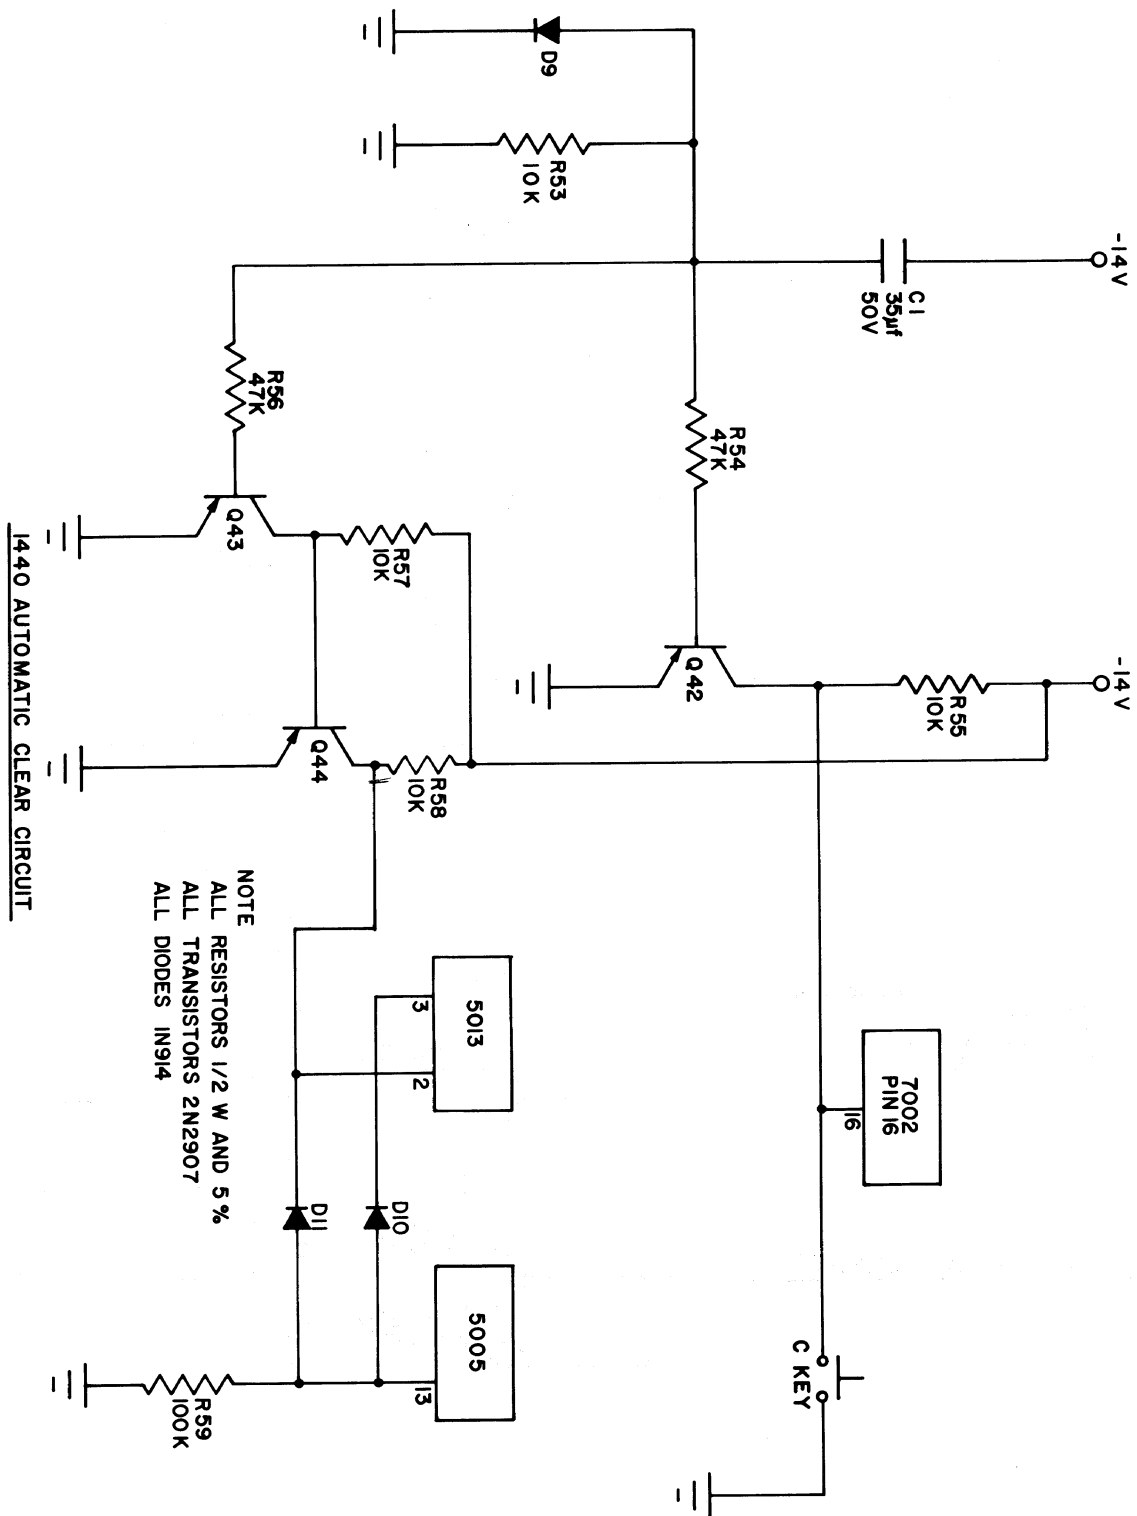 -14V
-14V
C1
35µf
50V
D9
R53
10K
R54
47K
R55
10K
Q42
7002
PIN 16
16
C KEY
R56
47K
Q43
R57
10K
Q44
R58
10K
5013
3
2
5005
13
D10
D11
R59
100K
NOTE
ALL RESISTORS 1/2 W AND 5%
ALL TRANSISTORS 2N2907
ALL DIODES IN914
1440 AUTOMATIC CLEAR CIRCUIT